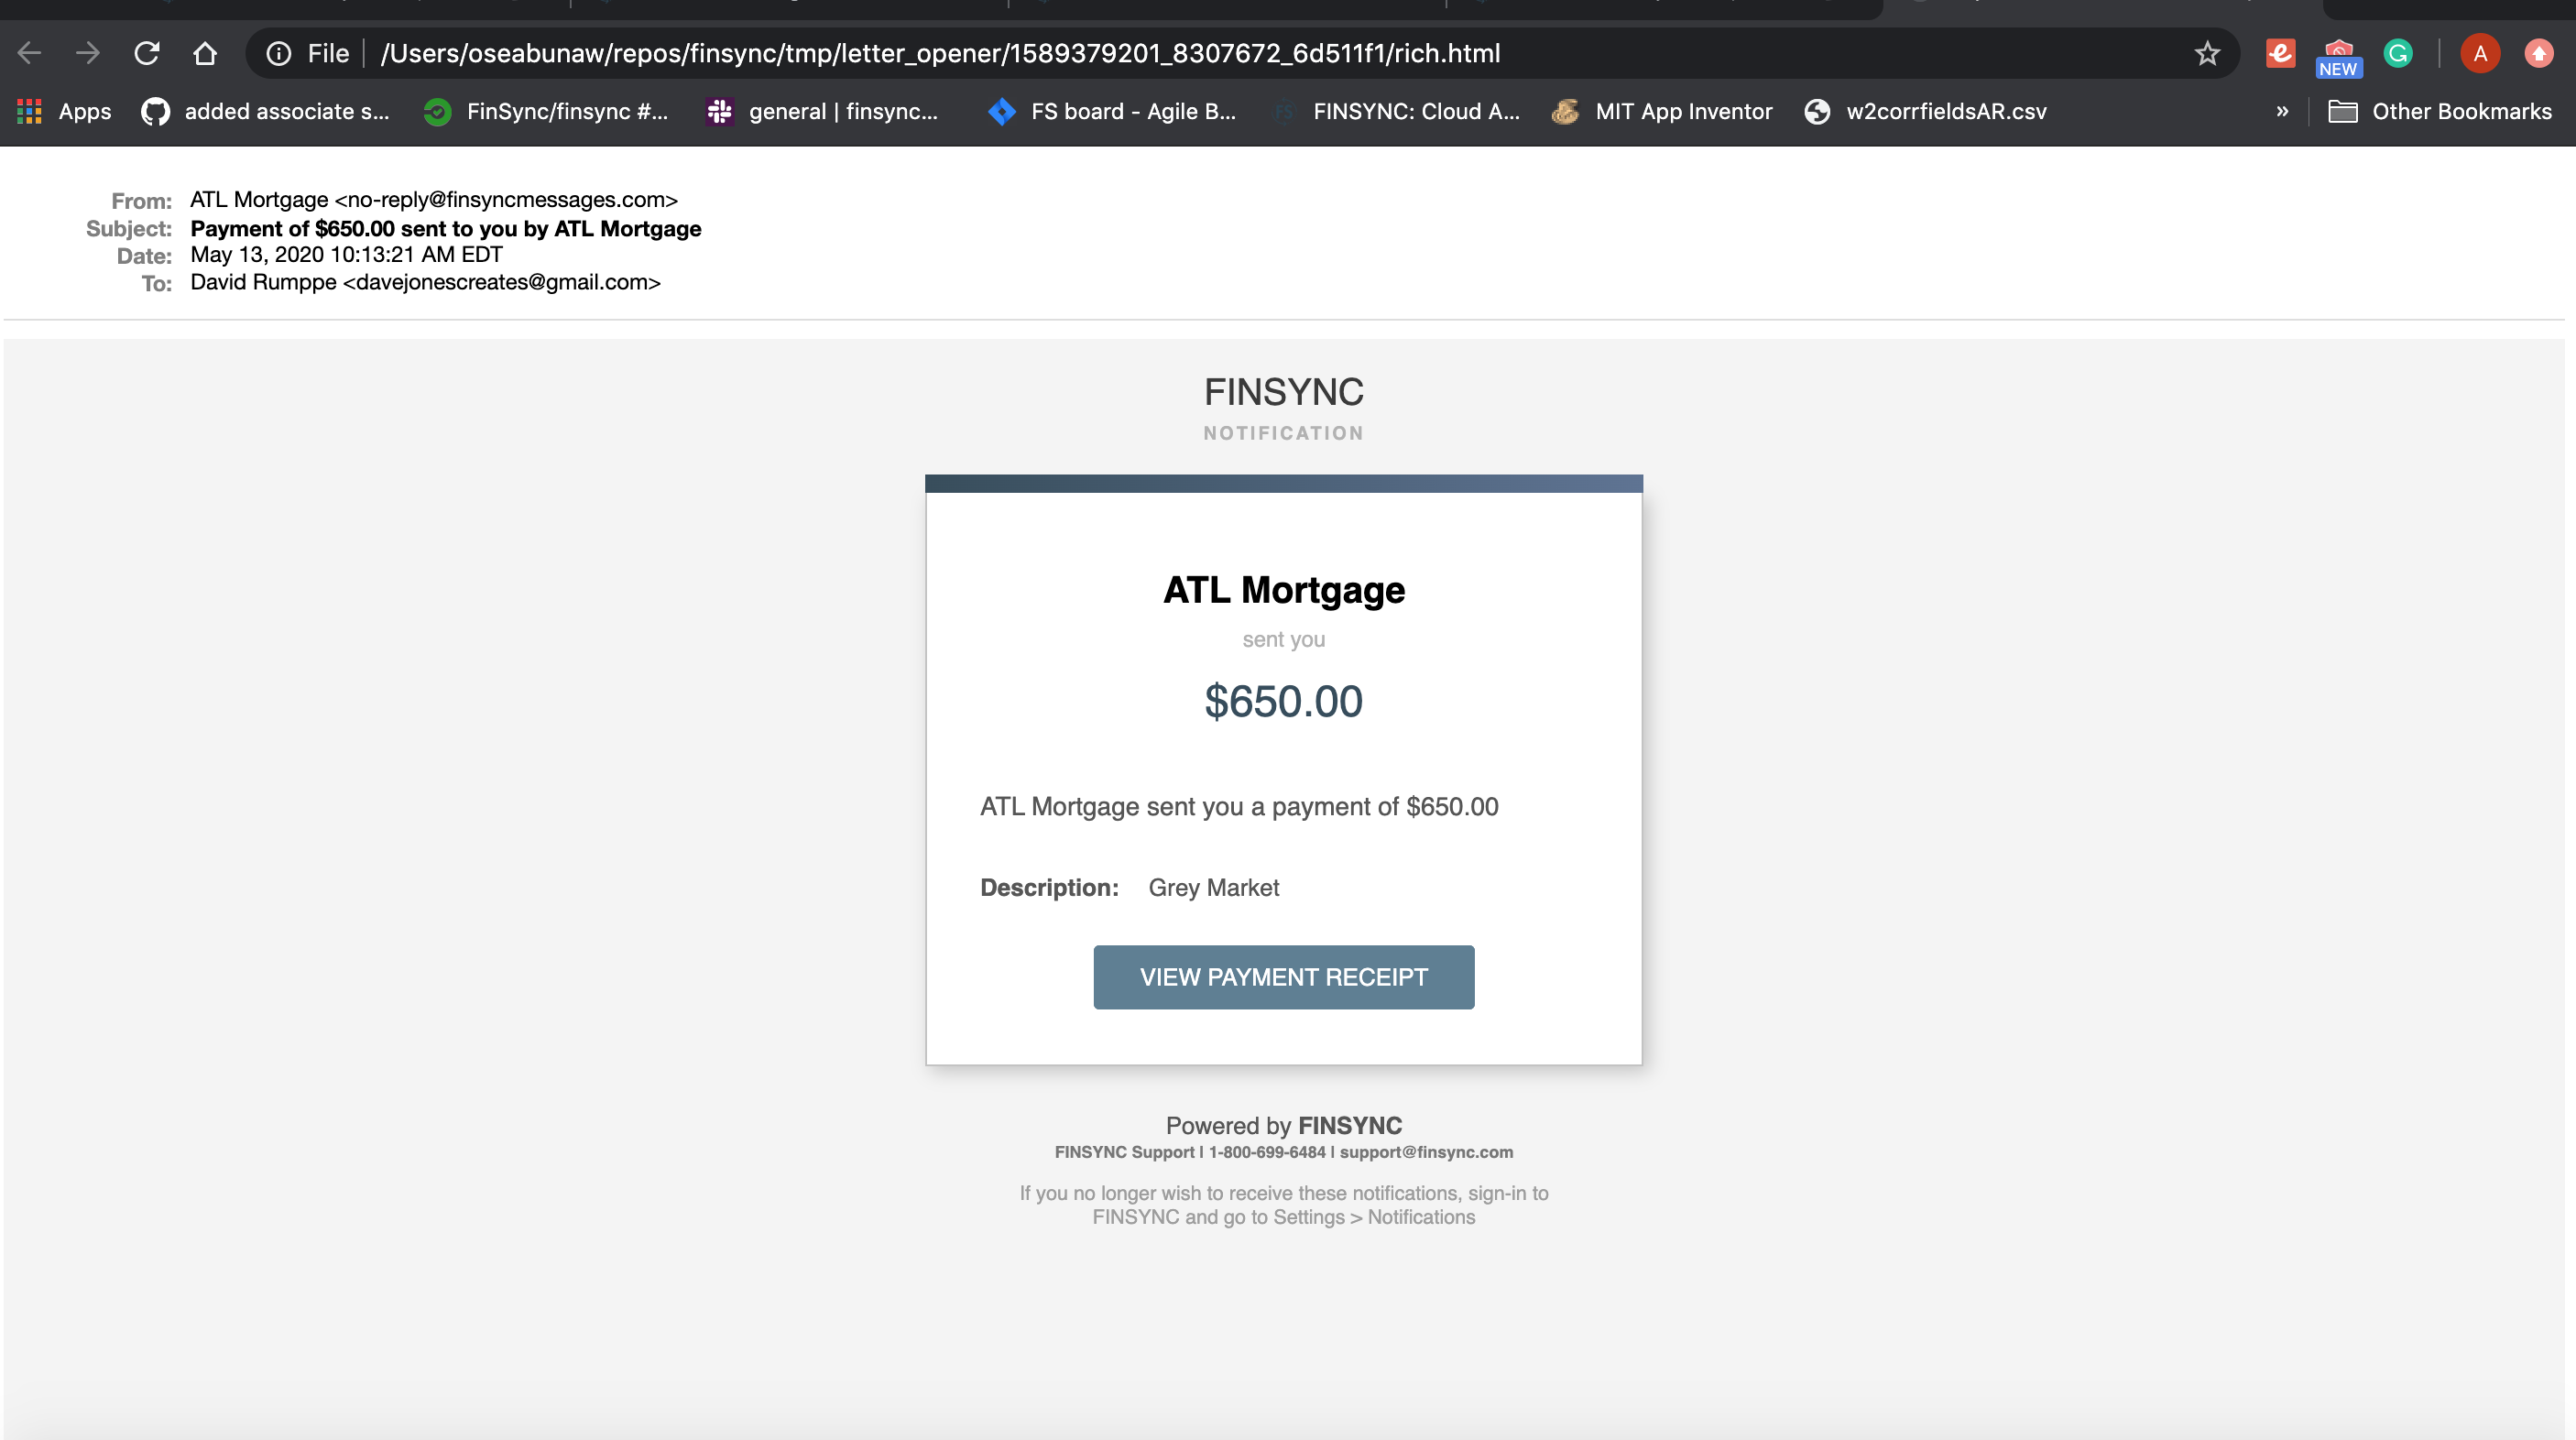 File /Users/oseabunaw/repos/finsync/tmp/letter_opener/1589379201_8307672_6d511f1/rich.html
NEW
A
Apps added associate s... FinSync/finsync #... general | finsync... FS board - Agile B... FINSYNC: Cloud A... MIT App Inventor w2corrfieldsAR.csv » Other Bookmarks
From: ATL Mortgage <no-reply@finsyncmessages.com>
Subject: Payment of $650.00 sent to you by ATL Mortgage
Date: May 13, 2020 10:13:21 AM EDT
To: David Rumppe <davejonescreates@gmail.com>
FINSYNC
NOTIFICATION
ATL Mortgage
sent you
$650.00
ATL Mortgage sent you a payment of $650.00
Description: Grey Market
VIEW PAYMENT RECEIPT
Powered by FINSYNC
FINSYNC Support | 1-800-699-6484 | support@finsync.com
If you no longer wish to receive these notifications, sign-in to
FINSYNC and go to Settings > Notifications